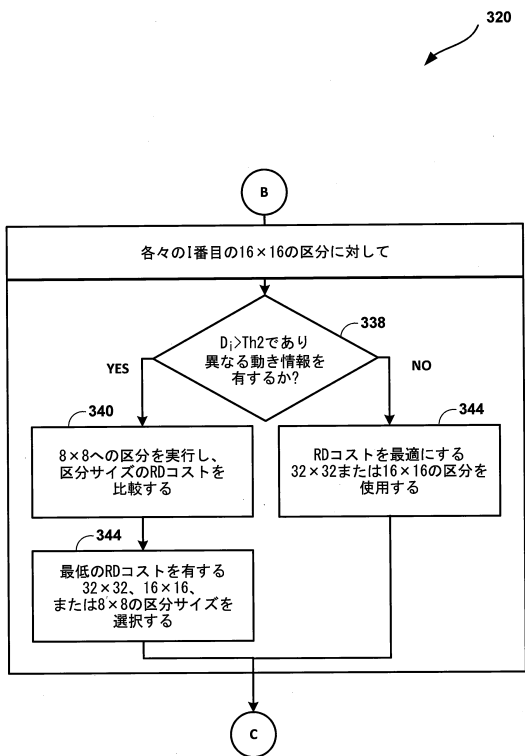 320
B
各々のI番目の16×16の区分に対して
338
Di>Th2であり
異なる動き情報を
有するか?
YES
NO
340
8×8への区分を実行し、
区分サイズのRDコストを
比較する
344
RDコストを最適にする
32×32または16×16の区分を
使用する
344
最低のRDコストを有する
32×32、16×16、
または8×8の区分サイズを
選択する
C